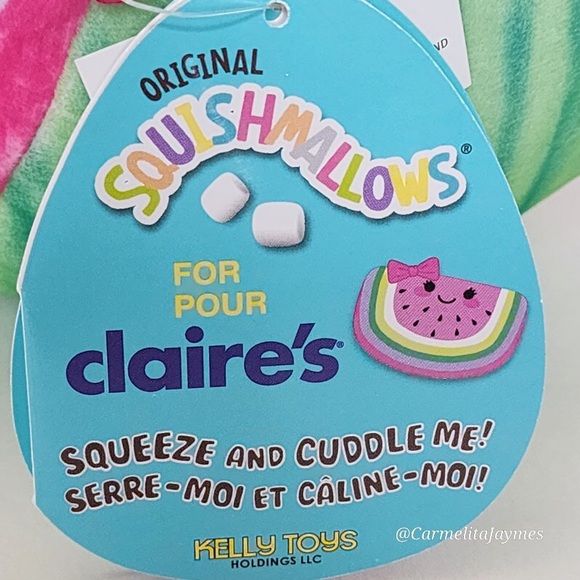 ND
ORIGINAL
SQUISHMALLOWS®
FOR
POUR
claire's®
SQUEEZE AND CUDDLE ME!
SERRE-MOI ET CÂLINE-MOI!
KELLY TOYS
HOLDINGS LLC
@CarmelitaJaymes